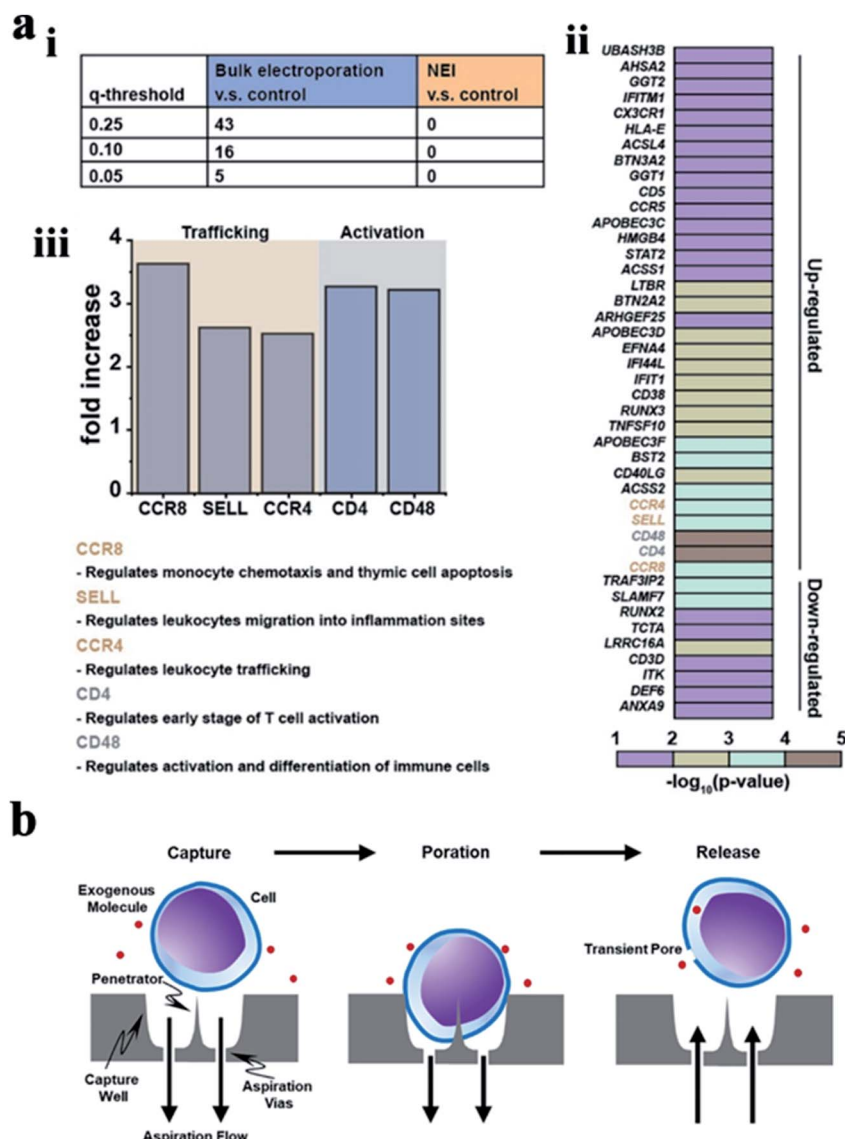 a
i
q-threshold
Bulk electroporation
v.s. control
NEI
v.s. control
0.25 43 0
0.10 16 0
0.05 5 0
ii
UBASH3B
AHSA2
GGT2
IFITM1
CX3CR1
HLA-E
ACSL4
BTN3A2
GGT1
CD5
CCR5
APOBEC3C
HMGB4
STAT2
ACSS1
LTBR
BTN2A2
ARHGEF25
APOBEC3D
EFNA4
IFI44L
IFIT1
CD38
RUNX3
TNFSF10
APOBEC3F
BST2
CD40LG
ACSS2
CCR4
SELL
CD48
CD4
CCR8
TRAF3IP2
SLAMF7
RUNX2
TCTA
LRRC16A
CD3D
ITK
DEF6
ANXA9
Up-regulated
Down-regulated
1 2 3 4 5
-log10(p-value)
iii
Trafficking Activation
fold increase
4
3
2
1
0
CCR8 SELL CCR4 CD4 CD48
CCR8
- Regulates monocyte chemotaxis and thymic cell apoptosis
SELL
- Regulates leukocytes migration into inflammation sites
CCR4
- Regulates leukocyte trafficking
CD4
- Regulates early stage of T cell activation
CD48
- Regulates activation and differentiation of immune cells
b
Capture Poration Release
Exogenous
Molecule
Cell
Penetrator
Capture
Well
Aspiration
Vias
Aspiration Flow
Transient Pore